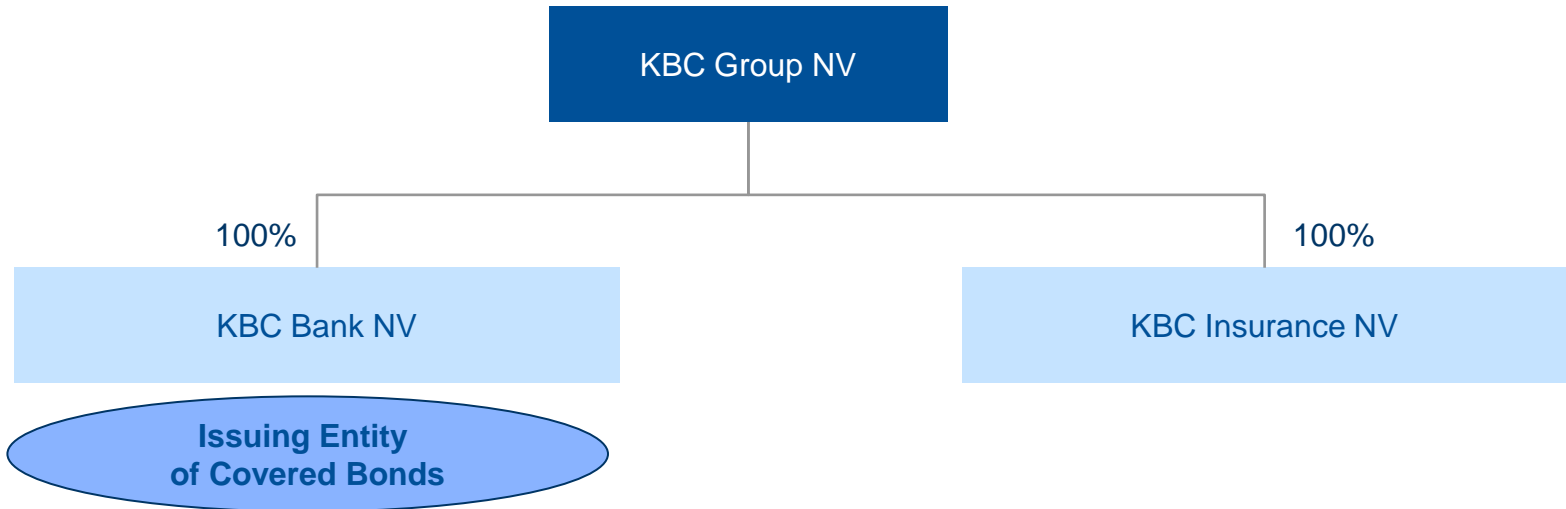 KBC Group NV
100%
100%
KBC Bank NV
KBC Insurance NV
Issuing Entity
of Covered Bonds